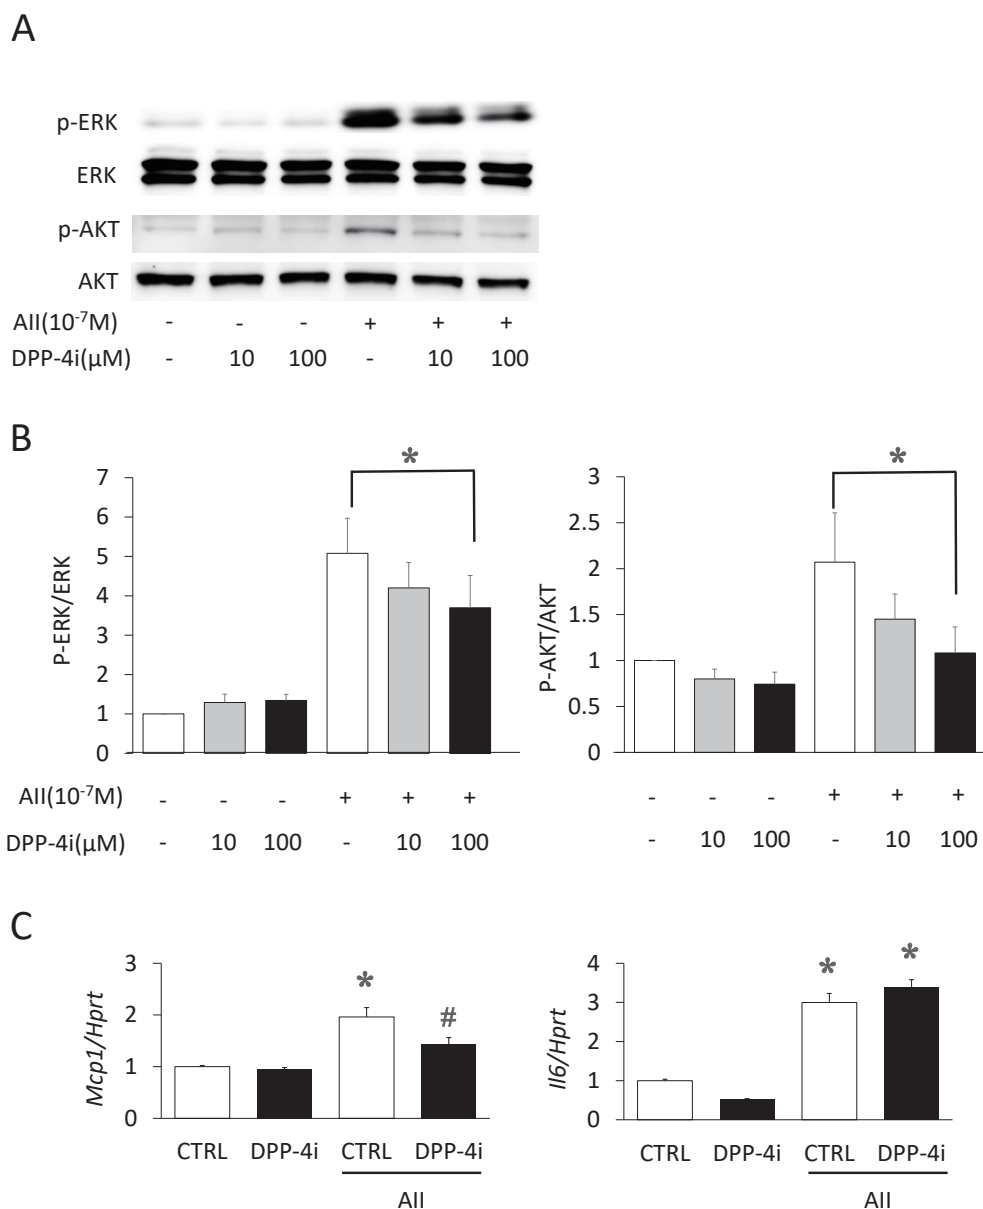 A
p-ERK
ERK
p-AKT
AKT
AII(10⁻⁷M) - - - + + +
DPP-4i(μM) - 10 100 - 10 100
B
*
7
6
5
4
3
2
1
0
P-ERK/ERK
AII(10⁻⁷M) - - - + + +
DPP-4i(μM) - 10 100 - 10 100
*
3
2.5
2
1.5
1
0.5
0
P-AKT/AKT
- - - + + +
- 10 100 - 10 100
C
3
2
1
0
Mcp1/Hprt
*
#
CTRL DPP-4i CTRL DPP-4i
AII
4
3
2
1
0
Il6/Hprt
*
*
CTRL DPP-4i CTRL DPP-4i
AII